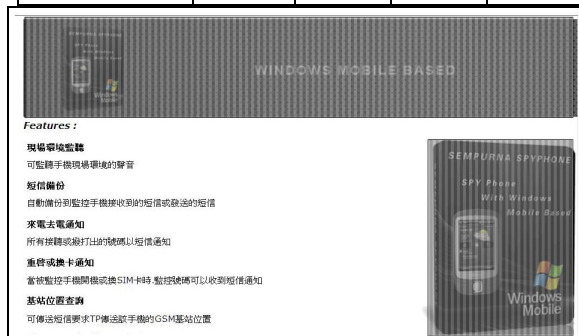 WINDOWS MOBILE BASED
Features :
現場環境監聽
可監聽手機現場環境的聲音
短信備份
自動備份到監控手機接收到的短信或發送的短信
來電去電通知
所有接聽或撥打出的號碼以短信通知
重啓或換卡通知
當被監控手機開機或換SIM卡時.監控號碼可以收到短信通知
基站位置查詢
可傳送短信要求TP傳送該手機的GSM基站位置
SEMPURNA SPYPHONE
SPY Phone
With Windows
Mobile Based
Windows
Mobile
SEMPURNA
SPYPHONE